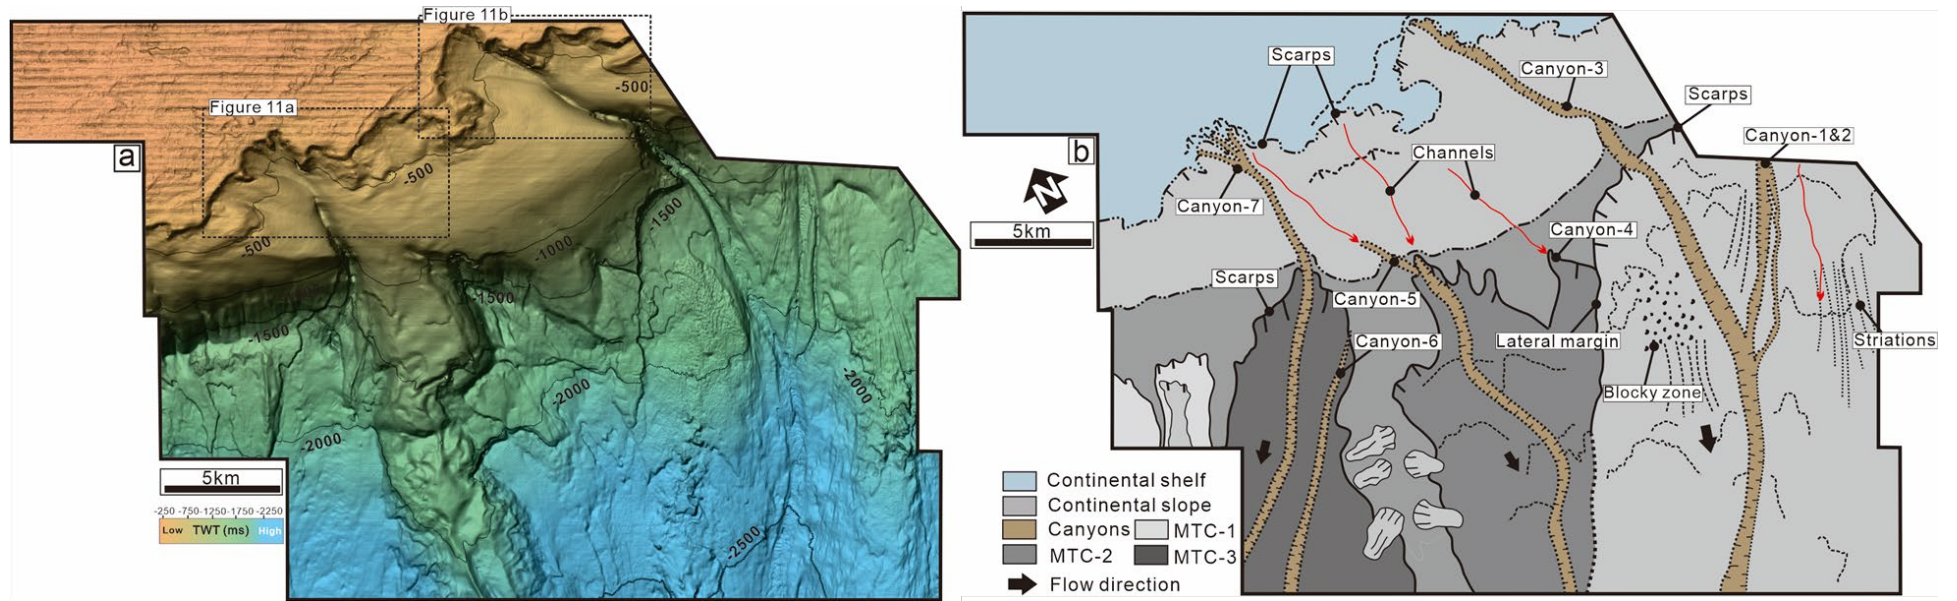 Figure 11b
-500
Figure 11a
a
-500
-500
-1500
-1000
-1500
-1500
-2000
-2000
-2000
-2500
5km
-250 -750 -1250 -1750 -2250
Low TWT (ms) High
Scarps
Canyon-3
Scarps
b
Canyon-1&2
Channels
N
Canyon-7
5km
Canyon-4
Scarps
Canyon-5
Canyon-6
Lateral margin
Striations
Blocky zone
Continental shelf
Continental slope
Canyons
MTC-1
MTC-2
MTC-3
Flow direction